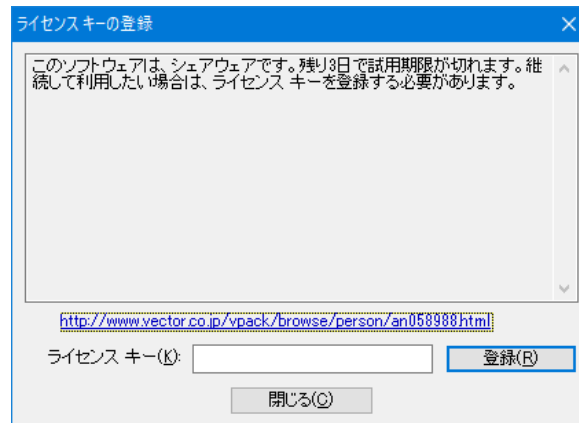 ライセンス キーの登録
このソフトウェアは、シェアウェアです。残り3日で試用期限が切れます。継
続して利用したい場合は、ライセンス キーを登録する必要があります。
http://www.vector.co.jp/vpack/browse/person/an058988.html
ライセンス キー(K): 登録(R)
閉じる(C)